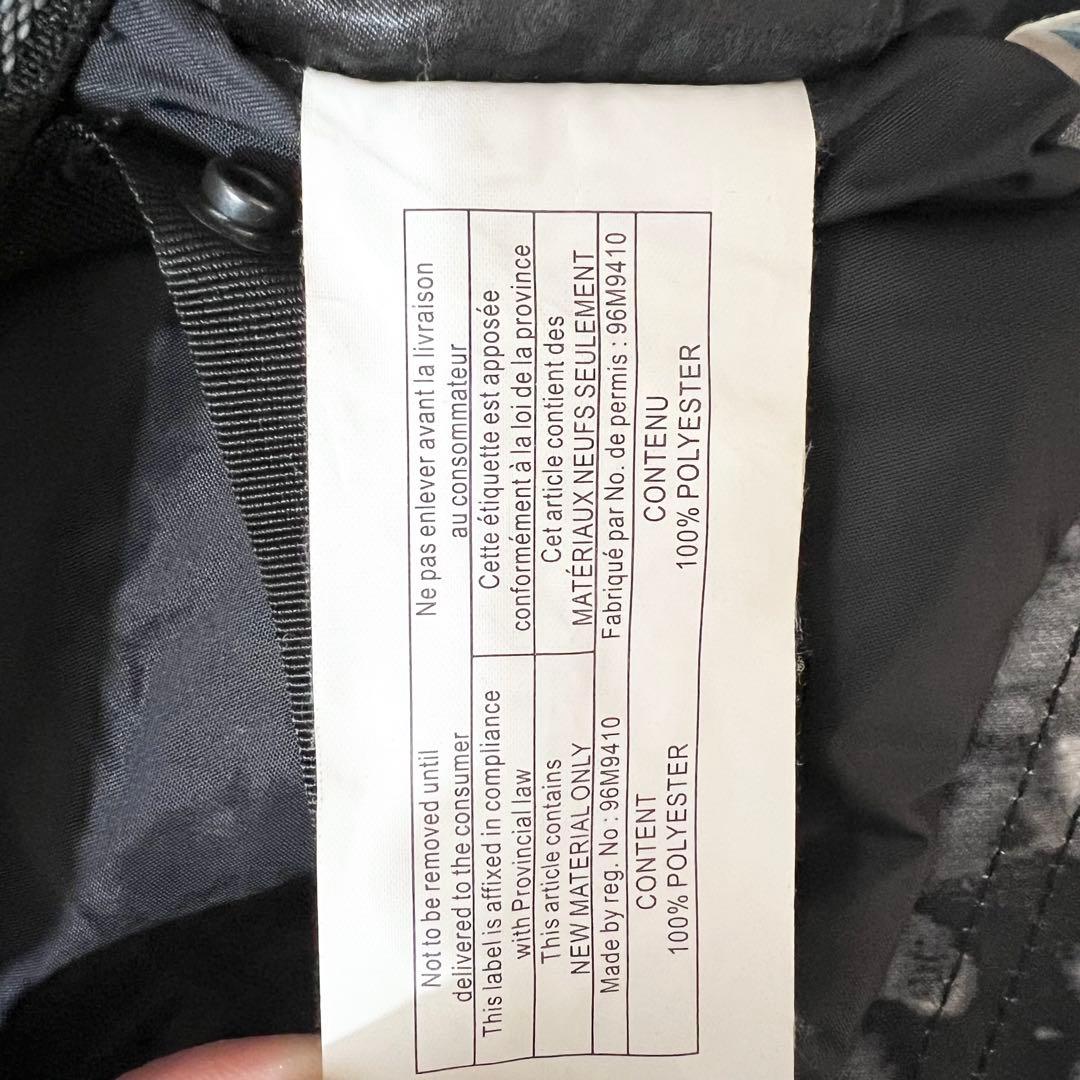 Not to be removed until
delivered to the consumer
Ne pas enlever avant la livraison
au consommateur
This label is affixed in compliance
with Provincial law
Cette étiquette est apposée
conformément à la loi de la province
This article contains
NEW MATERIAL ONLY
Cet article contient des
MATÉRIAUX NEUFS SEULEMENT
Made by reg. No : 96M9410
Fabriqué par No. de permis : 96M9410
CONTENT
100% POLYESTER
CONTENU
100% POLYESTER